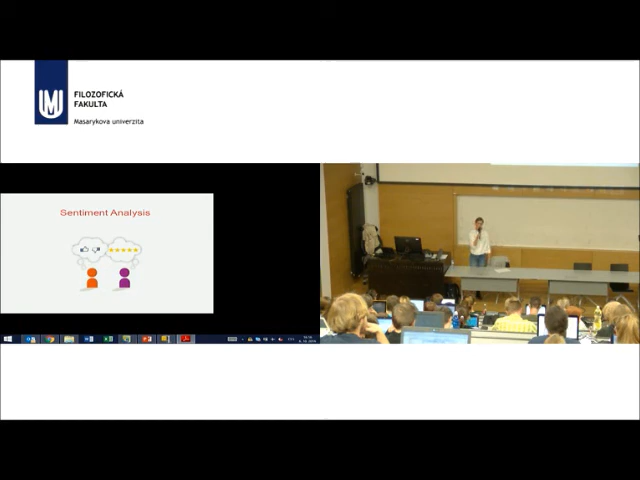 FILOZOFICKÁ
FAKULTA
Masarykova univerzita
Sentiment Analysis